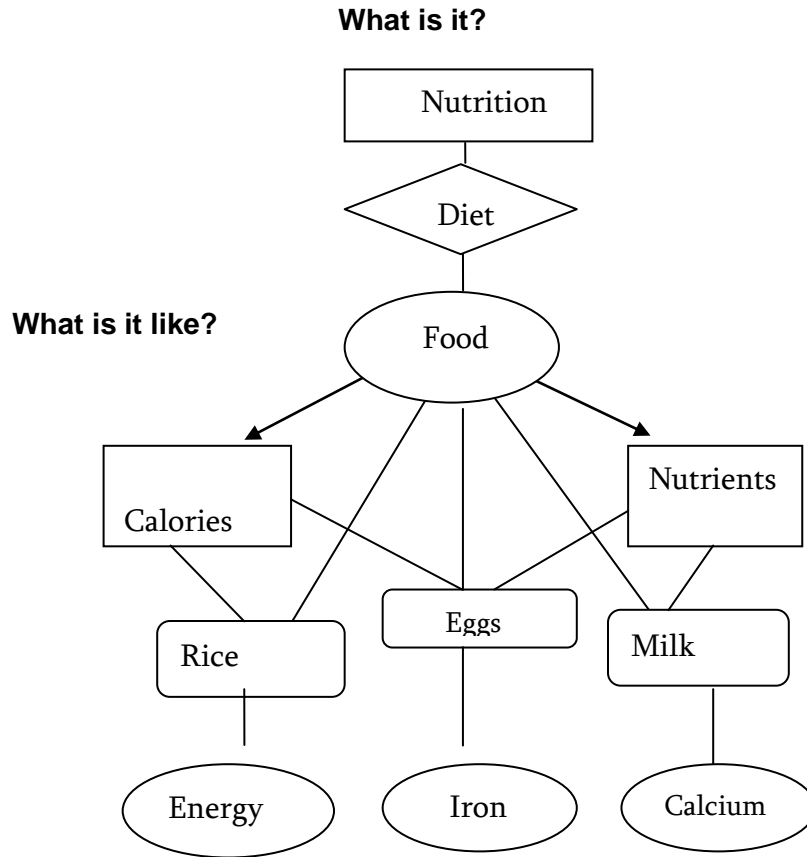 What is it?
Nutrition
Diet
What is it like?
Food
Calories
Nutrients
Rice
Eggs
Milk
Energy
Iron
Calcium